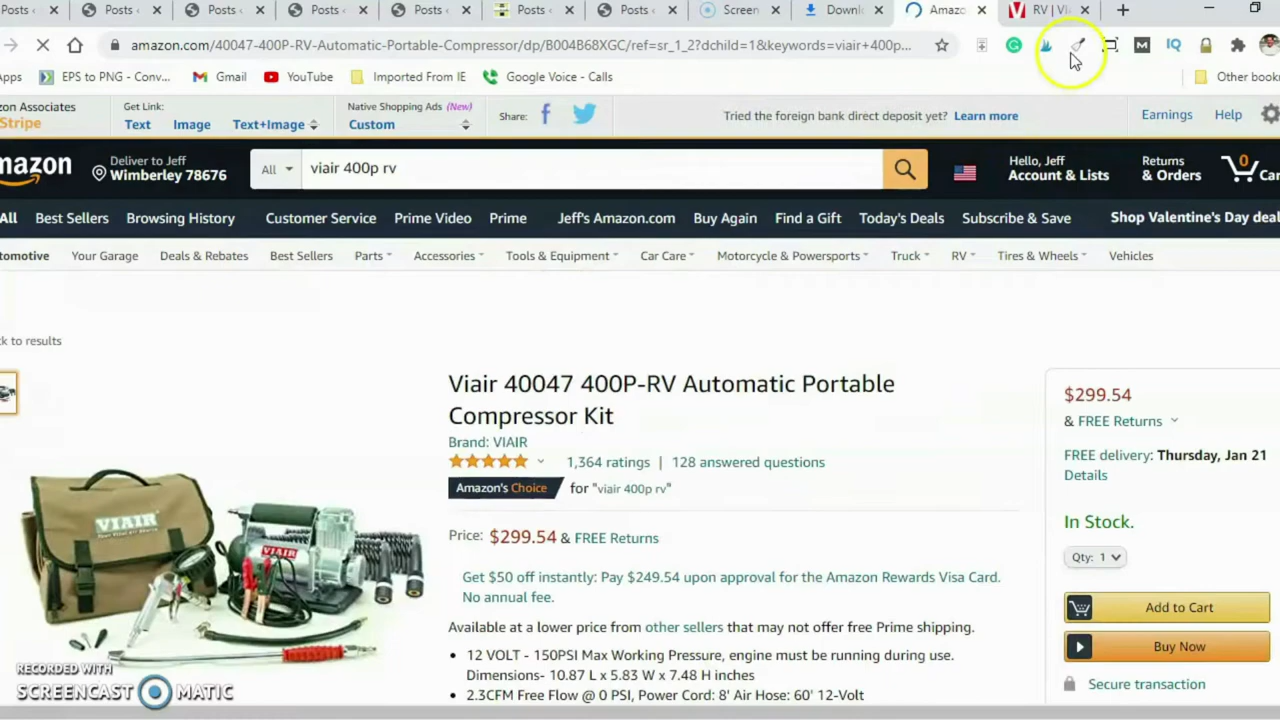 Posts Posts Posts Posts Posts Posts Posts Screen Downl Amazo RV | Vi
amazon.com/40047-400P-RV-Automatic-Portable-Compressor/dp/B004B68XGC/ref=sr_1_2?dchild=1&keywords=viair+400p...
Apps EPS to PNG - Conv... Gmail YouTube Imported From IE Google Voice - Calls Other book
zon Associates Get Link: Native Shopping Ads (New) Share: Tried the foreign bank direct deposit yet? Learn more Earnings Help
Stripe Text Image Text+Image Custom
mazon Deliver to Jeff All viair 400p rv Hello, Jeff Returns 0
Wimberley 78676 Account & Lists & Orders Car
All Best Sellers Browsing History Customer Service Prime Video Prime Jeff's Amazon.com Buy Again Find a Gift Today's Deals Subscribe & Save Shop Valentine's Day deal
tomotive Your Garage Deals & Rebates Best Sellers Parts Accessories Tools & Equipment Car Care Motorcycle & Powersports Truck RV Tires & Wheels Vehicles
ck to results
Viair 40047 400P-RV Automatic Portable
Compressor Kit
Brand: VIAIR
1,364 ratings | 128 answered questions
Amazon's Choice for "viair 400p rv"
Price: $299.54 & FREE Returns
Get $50 off instantly: Pay $249.54 upon approval for the Amazon Rewards Visa Card.
No annual fee.
Available at a lower price from other sellers that may not offer free Prime shipping.
• 12 VOLT - 150PSI Max Working Pressure, engine must be running during use.
Dimensions- 10.87 L x 5.83 W x 7.48 H inches
• 2.3CFM Free Flow @ 0 PSI, Power Cord: 8' Air Hose: 60' 12-Volt
$299.54
& FREE Returns
FREE delivery: Thursday, Jan 21
Details
In Stock.
Qty: 1
Add to Cart
Buy Now
Secure transaction
VIAIR
VIAIR
RECORDED WITH
SCREENCAST MATIC